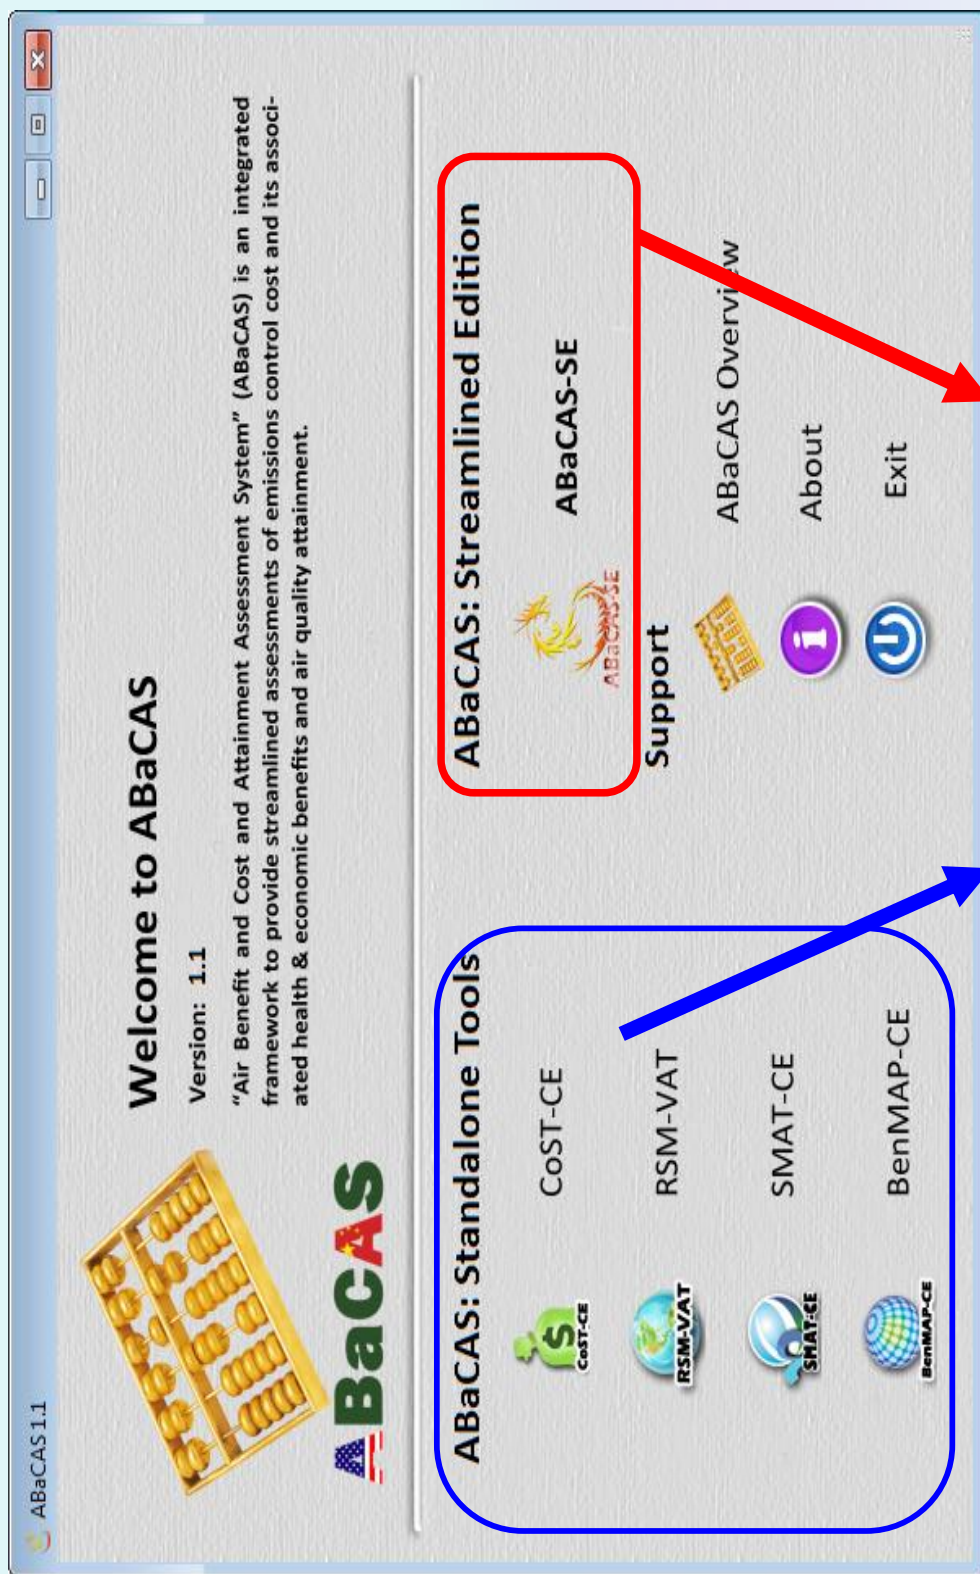 ABaCAS 1.1
Welcome to ABaCAS
Version: 1.1
“Air Benefit and Cost and Attainment Assessment System” (ABaCAS) is an integrated
framework to provide streamlined assessments of emissions control cost and its associ-
ated health & economic benefits and air quality attainment.
ABaCAS
ABaCAS: Standalone Tools
CoST-CE
CoST-CE
RSM-VAT
RSM-VAT
SMAT-CE
SMAT-CE
BenMAP-CE
BenMAP-CE
ABaCAS: Streamlined Edition
ABaCAS-SE
ABaCAS-SE
Support
ABaCAS Overview
About
Exit